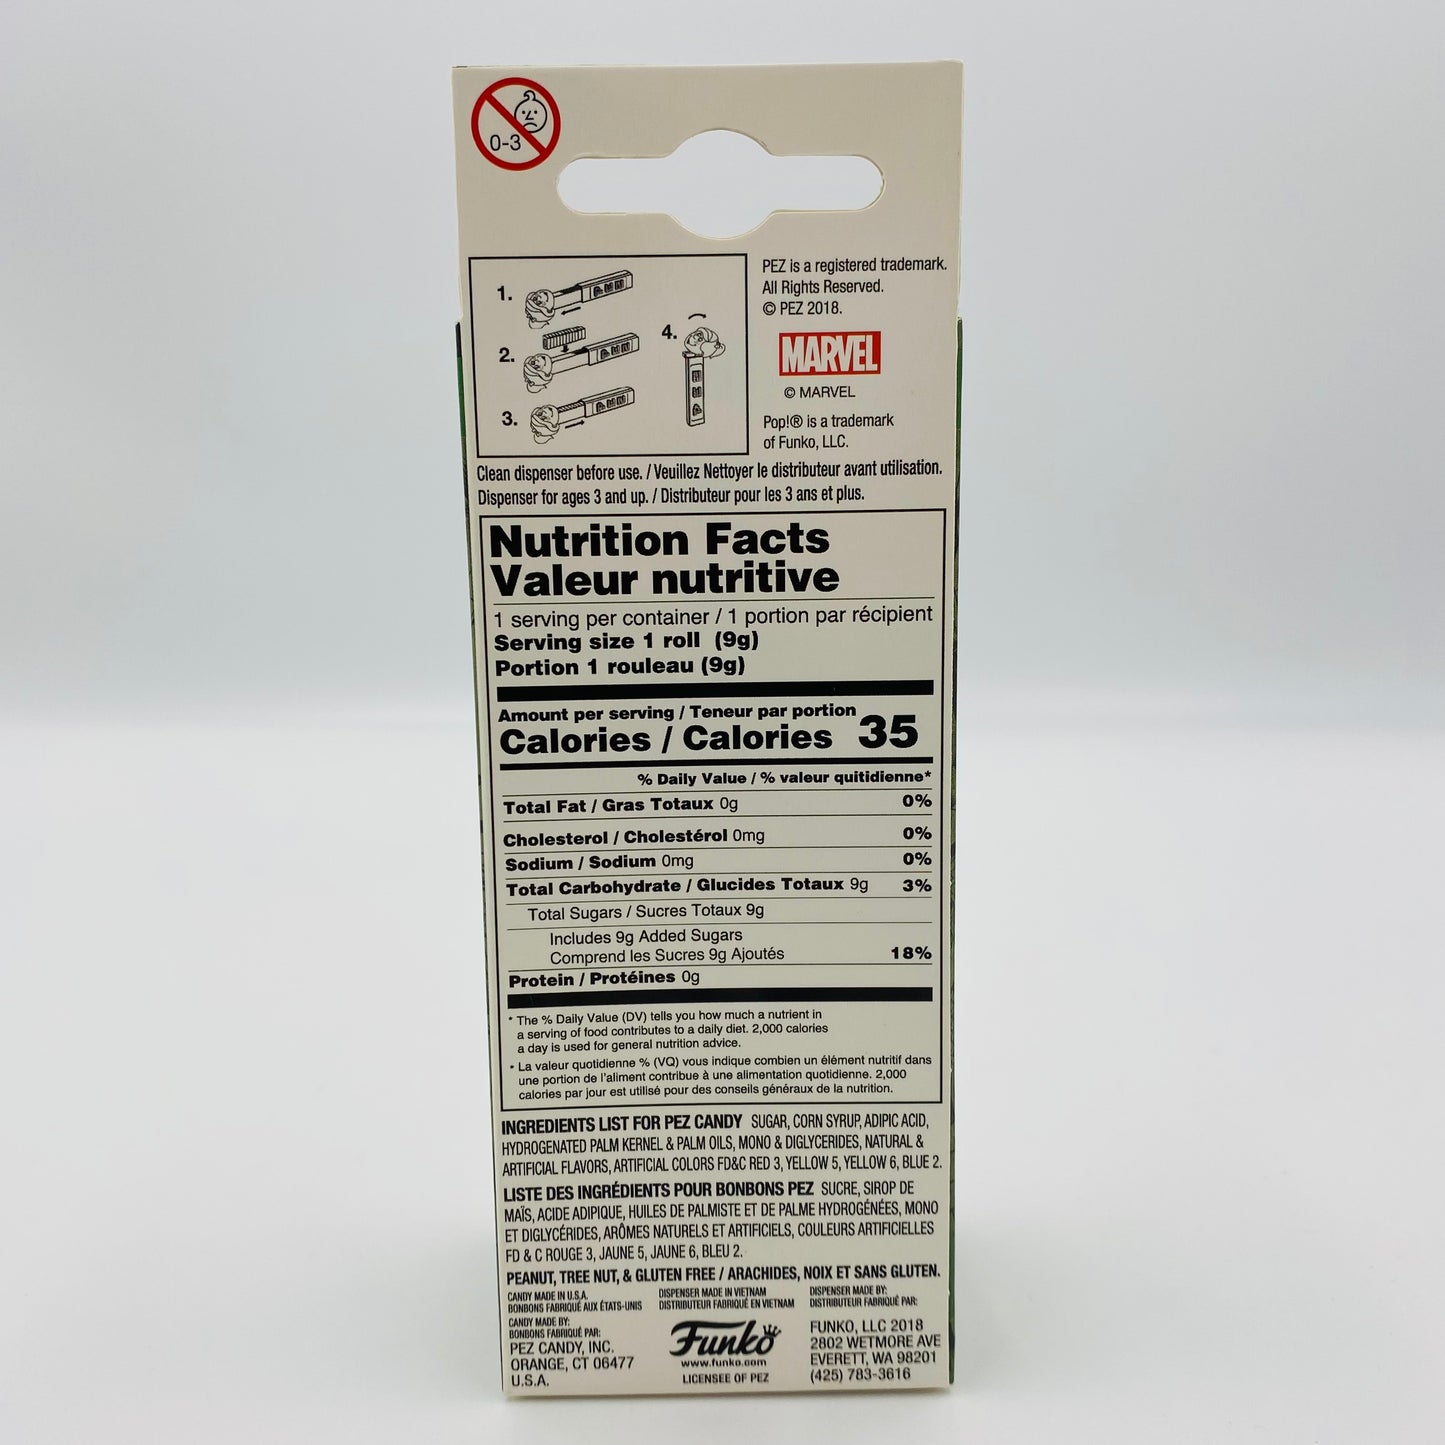 0-3
1.
2.
3.
4.
PEZ is a registered trademark.
All Rights Reserved.
© PEZ 2018.
MARVEL
© MARVEL
Pop!® is a trademark
of Funko, LLC.
Clean dispenser before use. / Veuillez Nettoyer le distributeur avant utilisation.
Dispenser for ages 3 and up. / Distributeur pour les 3 ans et plus.
Nutrition Facts
Valeur nutritive
1 serving per container / 1 portion par récipient
Serving size 1 roll (9g)
Portion 1 rouleau (9g)
Amount per serving / Teneur par portion
Calories / Calories 35
% Daily Value / % valeur quitidienne*
Total Fat / Gras Totaux 0g 0%
Cholesterol / Cholestérol 0mg 0%
Sodium / Sodium 0mg 0%
Total Carbohydrate / Glucides Totaux 9g 3%
Total Sugars / Sucres Totaux 9g
Includes 9g Added Sugars
Comprend les Sucres 9g Ajoutés 18%
Protein / Protéines 0g
* The % Daily Value (DV) tells you how much a nutrient in
a serving of food contributes to a daily diet. 2,000 calories
a day is used for general nutrition advice.
• La valeur quotidienne % (VQ) vous indique combien un élément nutritif dans
une portion de l'aliment contribue à une alimentation quotidienne. 2,000
calories par jour est utilisé pour des conseils généraux de la nutrition.
INGREDIENTS LIST FOR PEZ CANDY SUGAR, CORN SYRUP, ADIPIC ACID,
HYDROGENATED PALM KERNEL & PALM OILS, MONO & DIGLYCERIDES, NATURAL &
ARTIFICIAL FLAVORS, ARTIFICIAL COLORS FD&C RED 3, YELLOW 5, YELLOW 6, BLUE 2.
LISTE DES INGRÉDIENTS POUR BONBONS PEZ SUCRE, SIROP DE
MAÏS, ACIDE ADIPIQUE, HUILES DE PALMISTE ET DE PALME HYDROGÉNÉES, MONO
ET DIGLYCÉRIDES, ARÔMES NATURELS ET ARTIFICIELS, COULEURS ARTIFICIELLES
FD & C ROUGE 3, JAUNE 5, JAUNE 6, BLEU 2.
PEANUT, TREE NUT, & GLUTEN FREE / ARACHIDES, NOIX ET SANS GLUTEN.
CANDY MADE IN U.S.A.
BONBONS FABRIQUÉ AUX ÉTATS-UNIS
CANDY MADE BY:
BONBONS FABRIQUÉ PAR:
PEZ CANDY, INC.
ORANGE, CT 06477
U.S.A.
DISPENSER MADE IN VIETNAM
DISTRIBUTEUR FABRIQUÉ EN VIETNAM
Funko
www.funko.com
LICENSEE OF PEZ
DISPENSER MADE BY:
DISTRIBUTEUR FABRIQUÉ PAR:
FUNKO, LLC 2018
2802 WETMORE AVE
EVERETT, WA 98201
(425) 783-3616